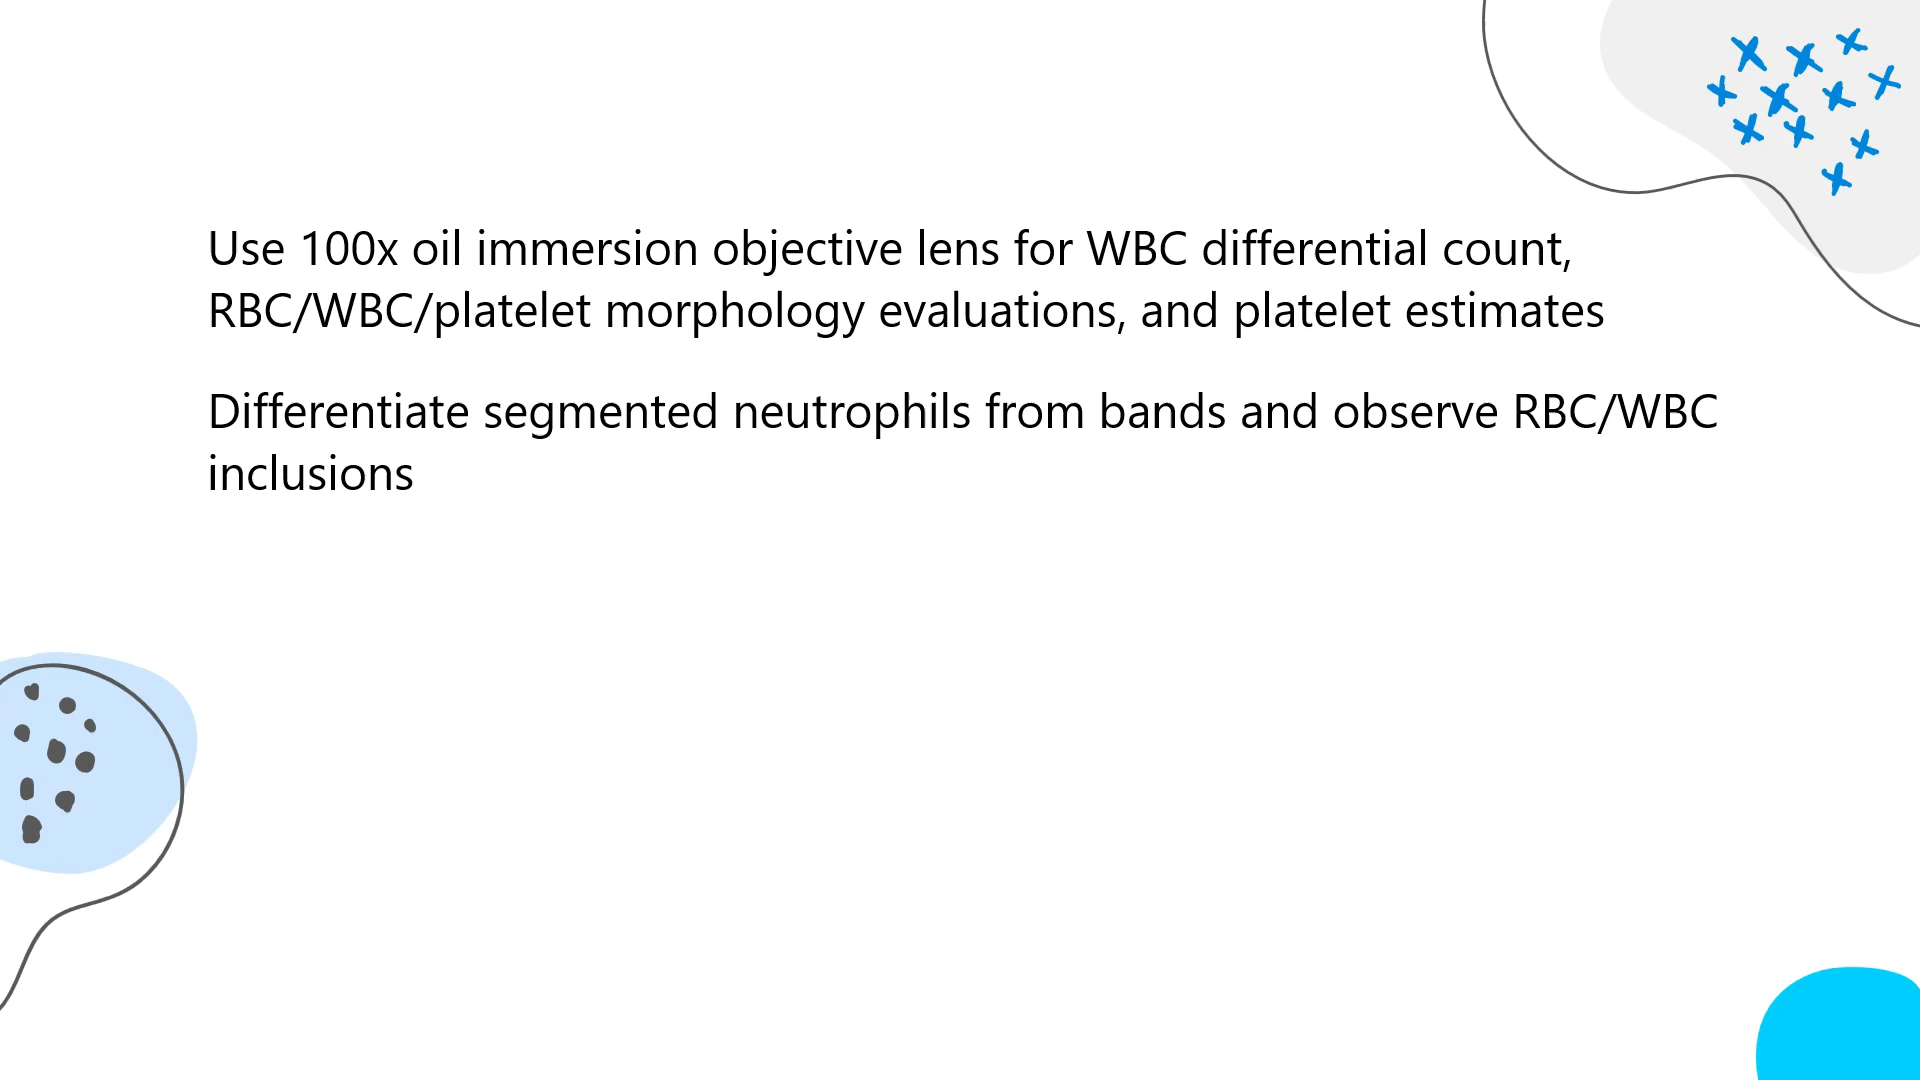 Use 100x oil immersion objective lens for WBC differential count,
RBC/WBC/platelet morphology evaluations, and platelet estimates
Differentiate segmented neutrophils from bands and observe RBC/WBC
inclusions